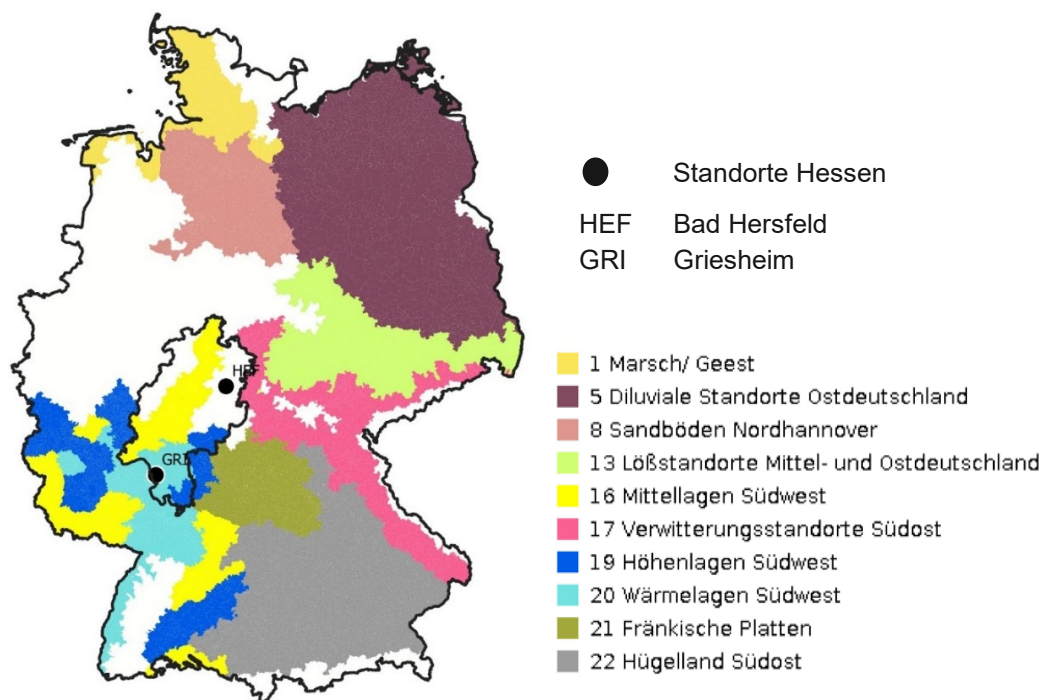 HEF
GRI
Standorte Hessen
HEF Bad Hersfeld
GRI Griesheim
1 Marsch/ Geest
5 Diluviale Standorte Ostdeutschland
8 Sandböden Nordhannover
13 Lößstandorte Mittel- und Ostdeutschland
16 Mittellagen Südwest
17 Verwitterungsstandorte Südost
19 Höhenlagen Südwest
20 Wärmelagen Südwest
21 Fränkische Platten
22 Hügelland Südost